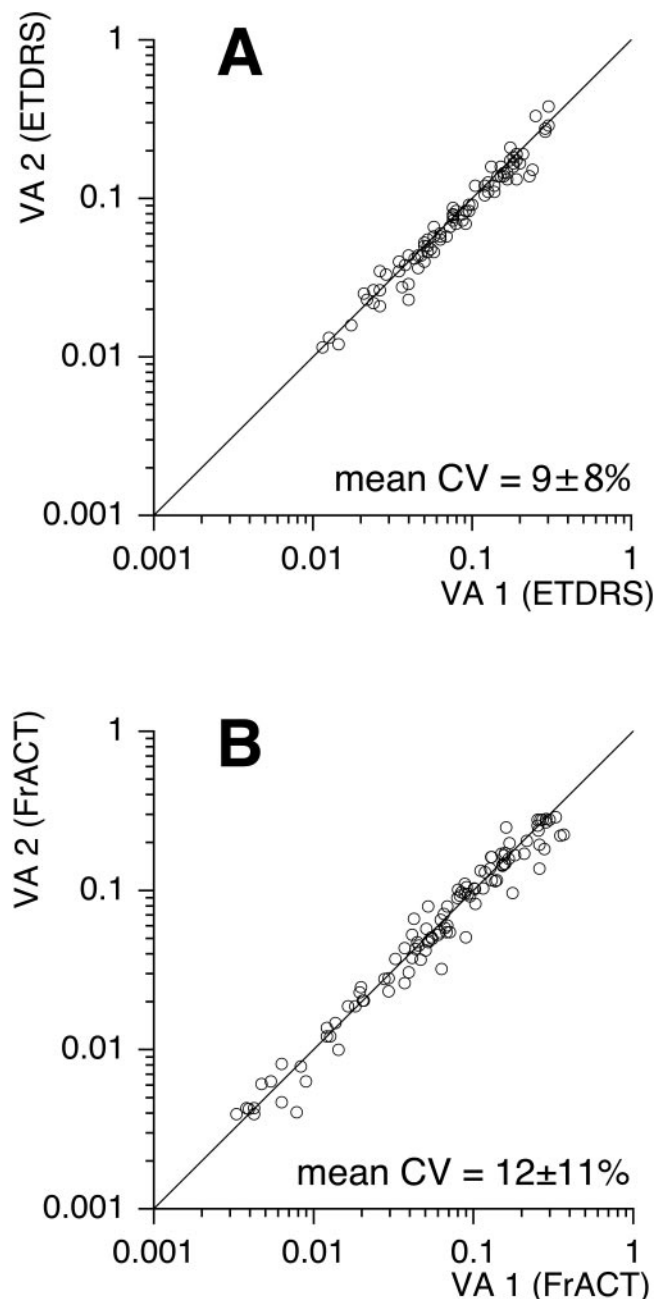 A
VA 2 (ETDRS)
1
0.1
0.01
0.001
mean CV = 9±8%
0.001 0.01 0.1 1
VA 1 (ETDRS)
B
VA 2 (FrACT)
1
0.1
0.01
0.001
mean CV = 12±11%
0.001 0.01 0.1 1
VA 1 (FrACT)